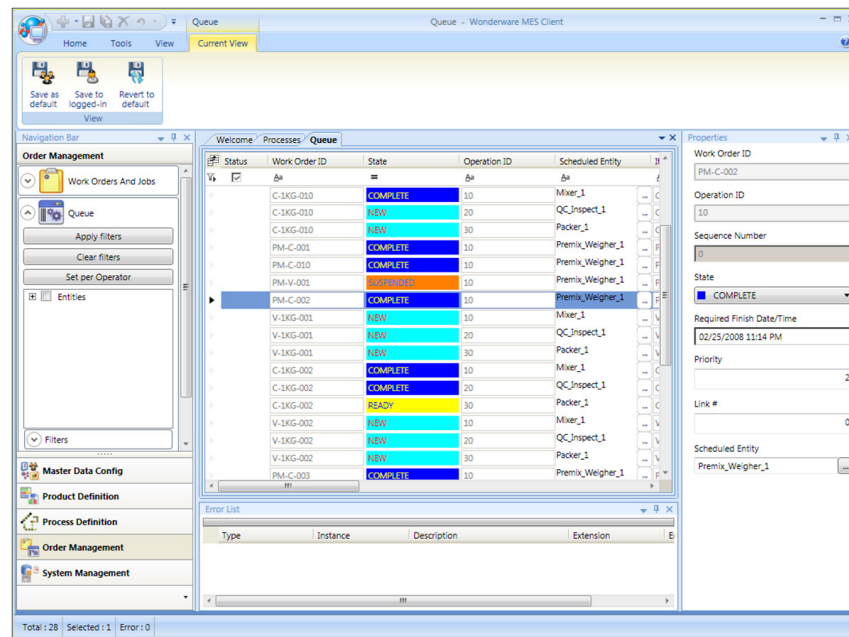 Queue
Queue - Wonderware MES Client
Home Tools View Current View
Save as default
Save to logged-in
Revert to default
View
Navigation Bar
Order Management
Work Orders And Jobs
Queue
Apply filters
Clear filters
Set per Operator
Entities
Filters
Master Data Config
Product Definition
Process Definition
Order Management
System Management
Welcome Processes Queue
Status Work Order ID State Operation ID Scheduled Entity
Aa = Aa Aa
C-1KG-010 COMPLETE 10 Mixer_1 ...
C-1KG-010 NEW 20 QC_Inspect_1 ...
C-1KG-010 NEW 30 Packer_1 ...
PM-C-001 COMPLETE 10 Premix_Weigher_1 ...
PM-C-010 COMPLETE 10 Premix_Weigher_1 ...
PM-V-001 SUSPENDED 10 Premix_Weigher_1 ...
PM-C-002 COMPLETE 10 Premix_Weigher_1 ...
V-1KG-001 NEW 10 Mixer_1 ...
V-1KG-001 NEW 20 QC_Inspect_1 ...
V-1KG-001 NEW 30 Packer_1 ...
C-1KG-002 COMPLETE 10 Mixer_1 ...
C-1KG-002 COMPLETE 20 QC_Inspect_1 ...
C-1KG-002 READY 30 Packer_1 ...
V-1KG-002 NEW 10 Mixer_1 ...
V-1KG-002 NEW 20 QC_Inspect_1 ...
V-1KG-002 NEW 30 Packer_1 ...
PM-C-003 COMPLETE 10 Premix_Weigher_1 ...
Error List
Type Instance Description Extension
Properties
Work Order ID
PM-C-002
Operation ID
10
Sequence Number
0
State
COMPLETE
Required Finish Date/Time
02/25/2008 11:14 PM
Priority
2
Link #
0
Scheduled Entity
Premix_Weigher_1 ...
Total : 28 Selected : 1 Error : 0